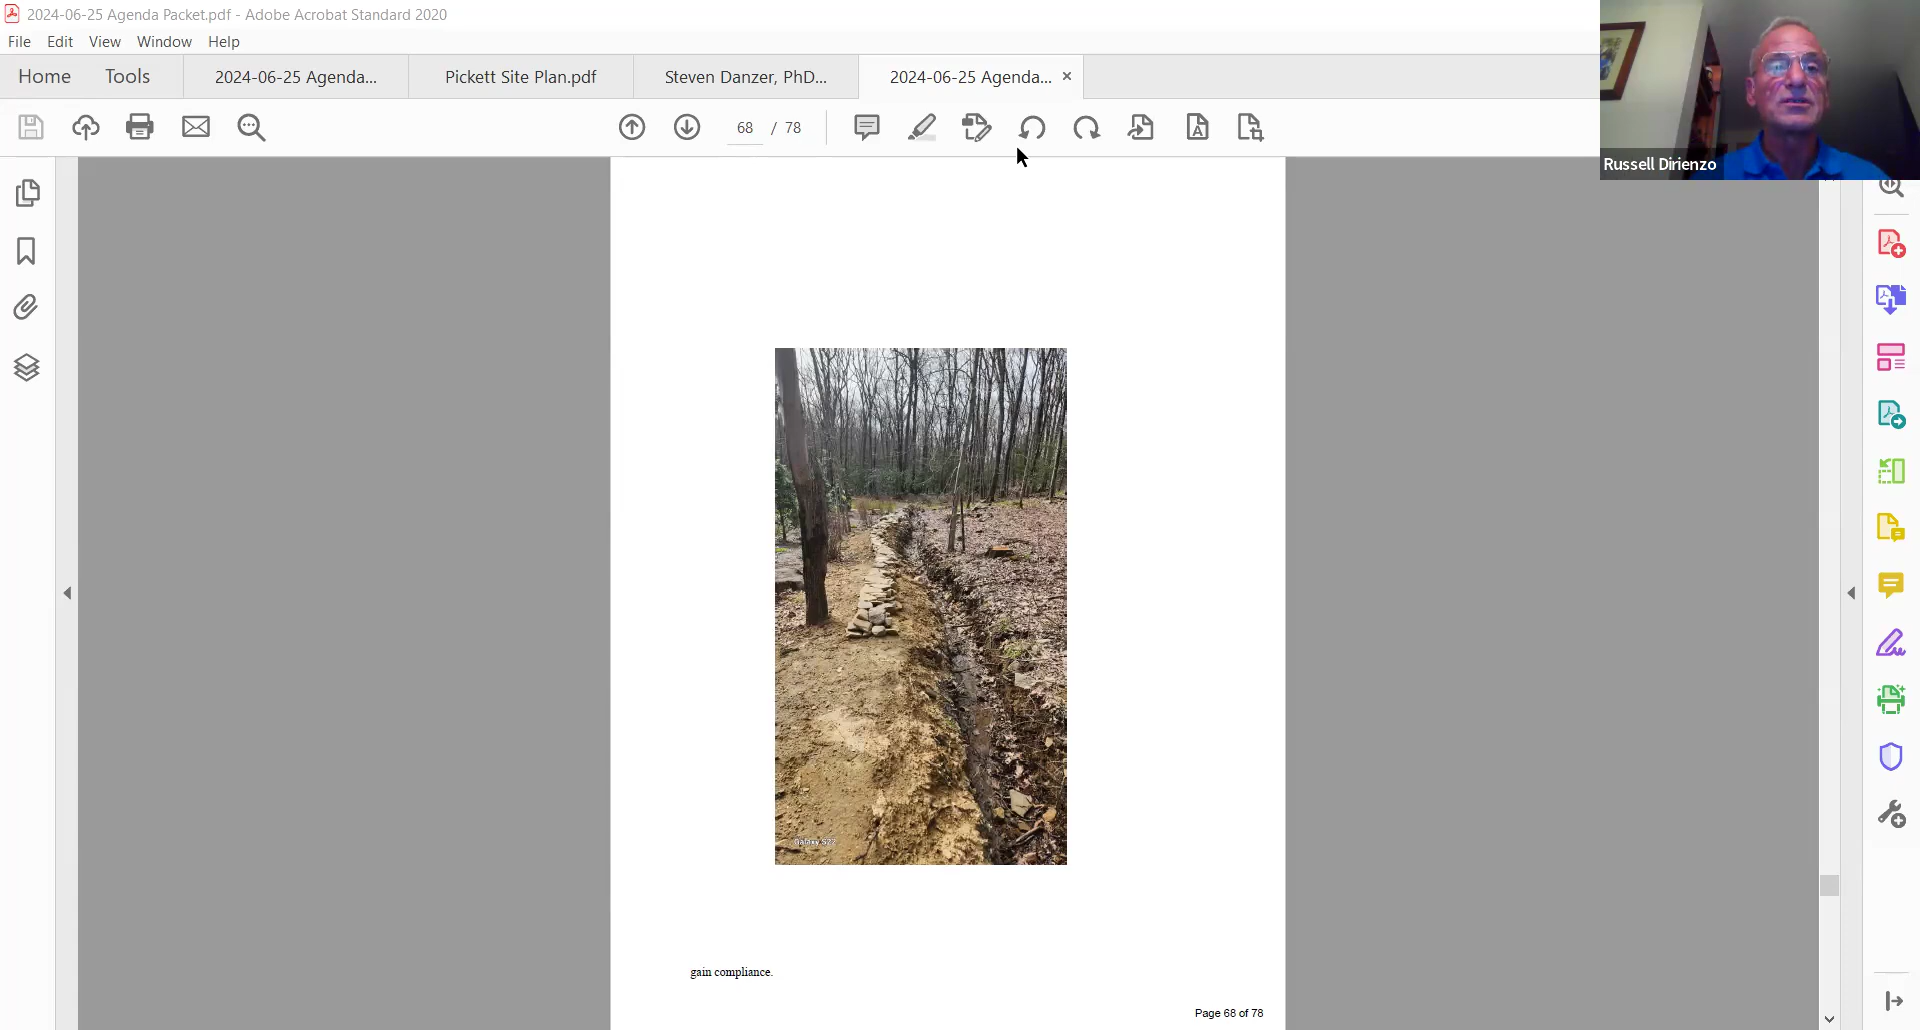 2024-06-25 Agenda Packet.pdf - Adobe Acrobat Standard 2020
File Edit View Window Help
Home Tools 2024-06-25 Agenda... Pickett Site Plan.pdf Steven Danzer, PhD... 2024-06-25 Agenda... ×
68 / 78
Russell Dirienzo
Galaxy S22
gain compliance.
Page 68 of 78